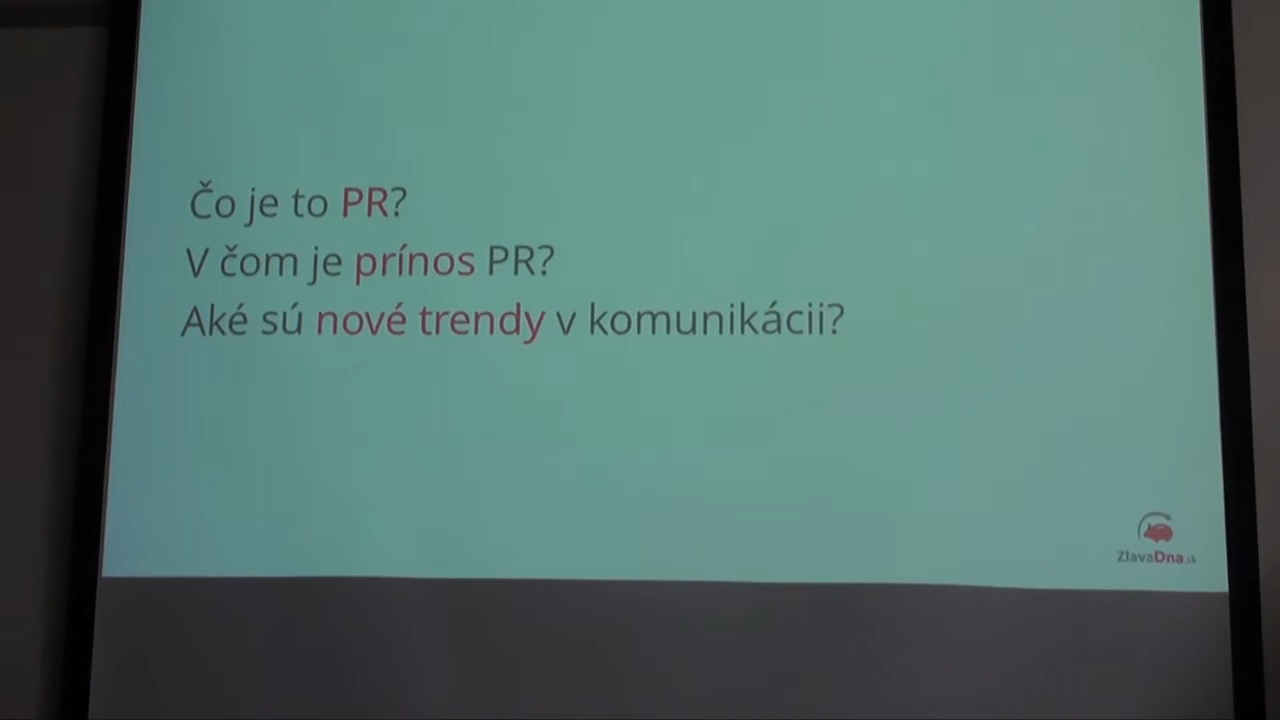 Čo je to PR?
V čom je prínos PR?
Aké sú nové trendy v komunikácii?
ZlavaDna.sk